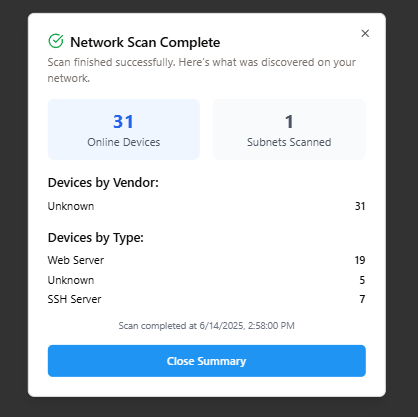 Network Scan Complete
Scan finished successfully. Here's what was discovered on your
network.
31
Online Devices
1
Subnets Scanned
Devices by Vendor:
Unknown 31
Devices by Type:
Web Server 19
Unknown 5
SSH Server 7
Scan completed at 6/14/2025, 2:58:00 PM
Close Summary